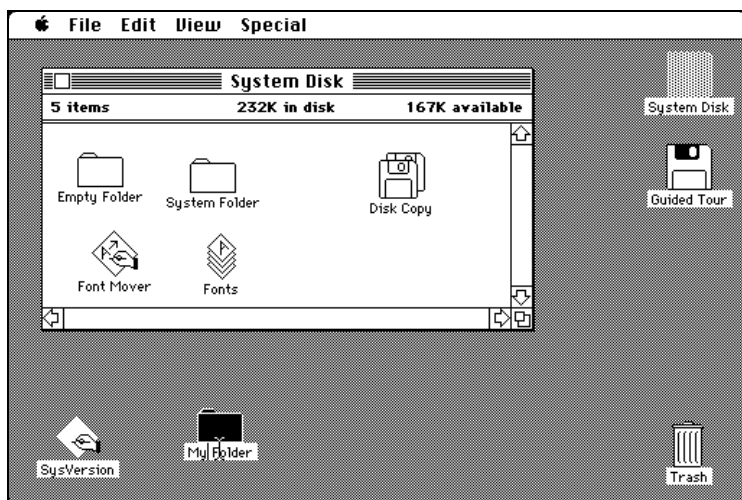 File Edit View Special
System Disk
5 items 232K in disk 167K available
System Disk
Empty Folder System Folder Disk Copy
Guided Tour
Font Mover Fonts
My Folder
SysVersion
Trash